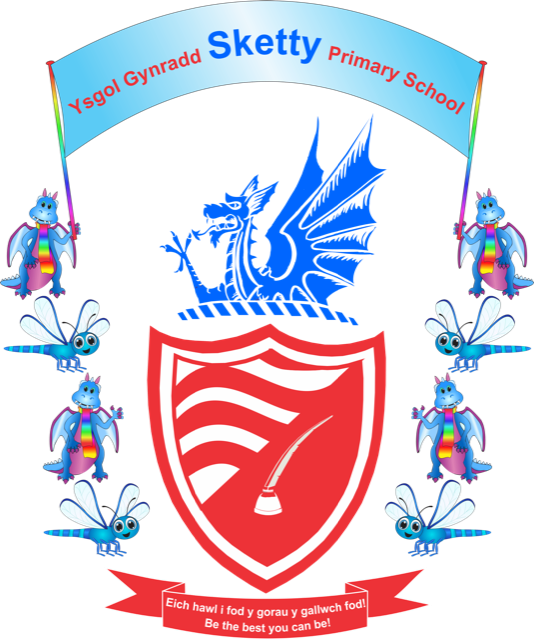 Ysgol Gynradd Sketty Primary School
Eich hawl i fod y gorau y gallwch fod!
Be the best you can be!